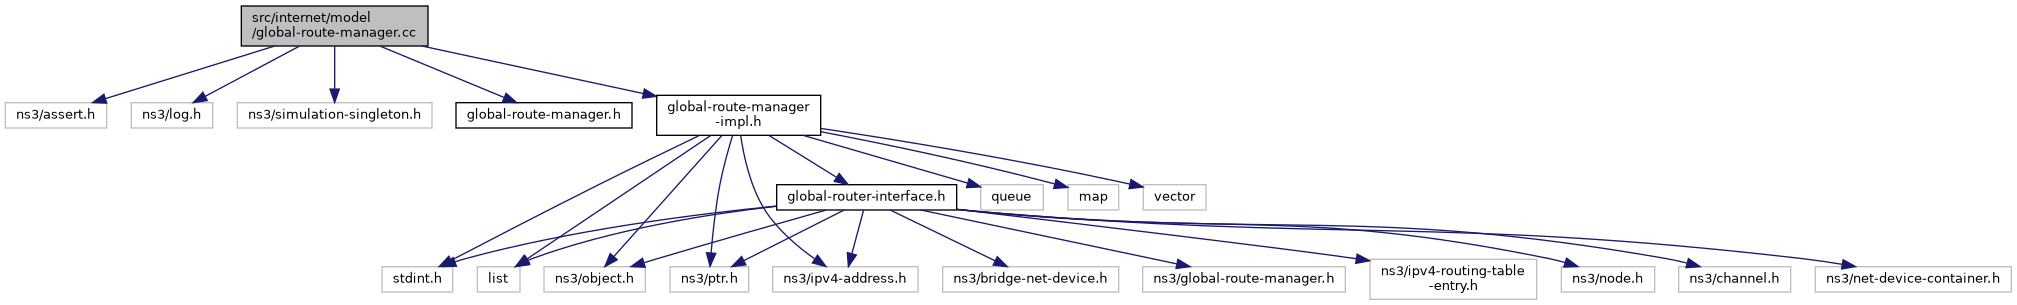 src/internet/model
/global-route-manager.cc
ns3/assert.h
ns3/log.h
ns3/simulation-singleton.h
global-route-manager.h
global-route-manager
-impl.h
global-router-interface.h
queue
map
vector
stdint.h
list
ns3/object.h
ns3/ptr.h
ns3/ipv4-address.h
ns3/bridge-net-device.h
ns3/global-route-manager.h
ns3/ipv4-routing-table
-entry.h
ns3/node.h
ns3/channel.h
ns3/net-device-container.h